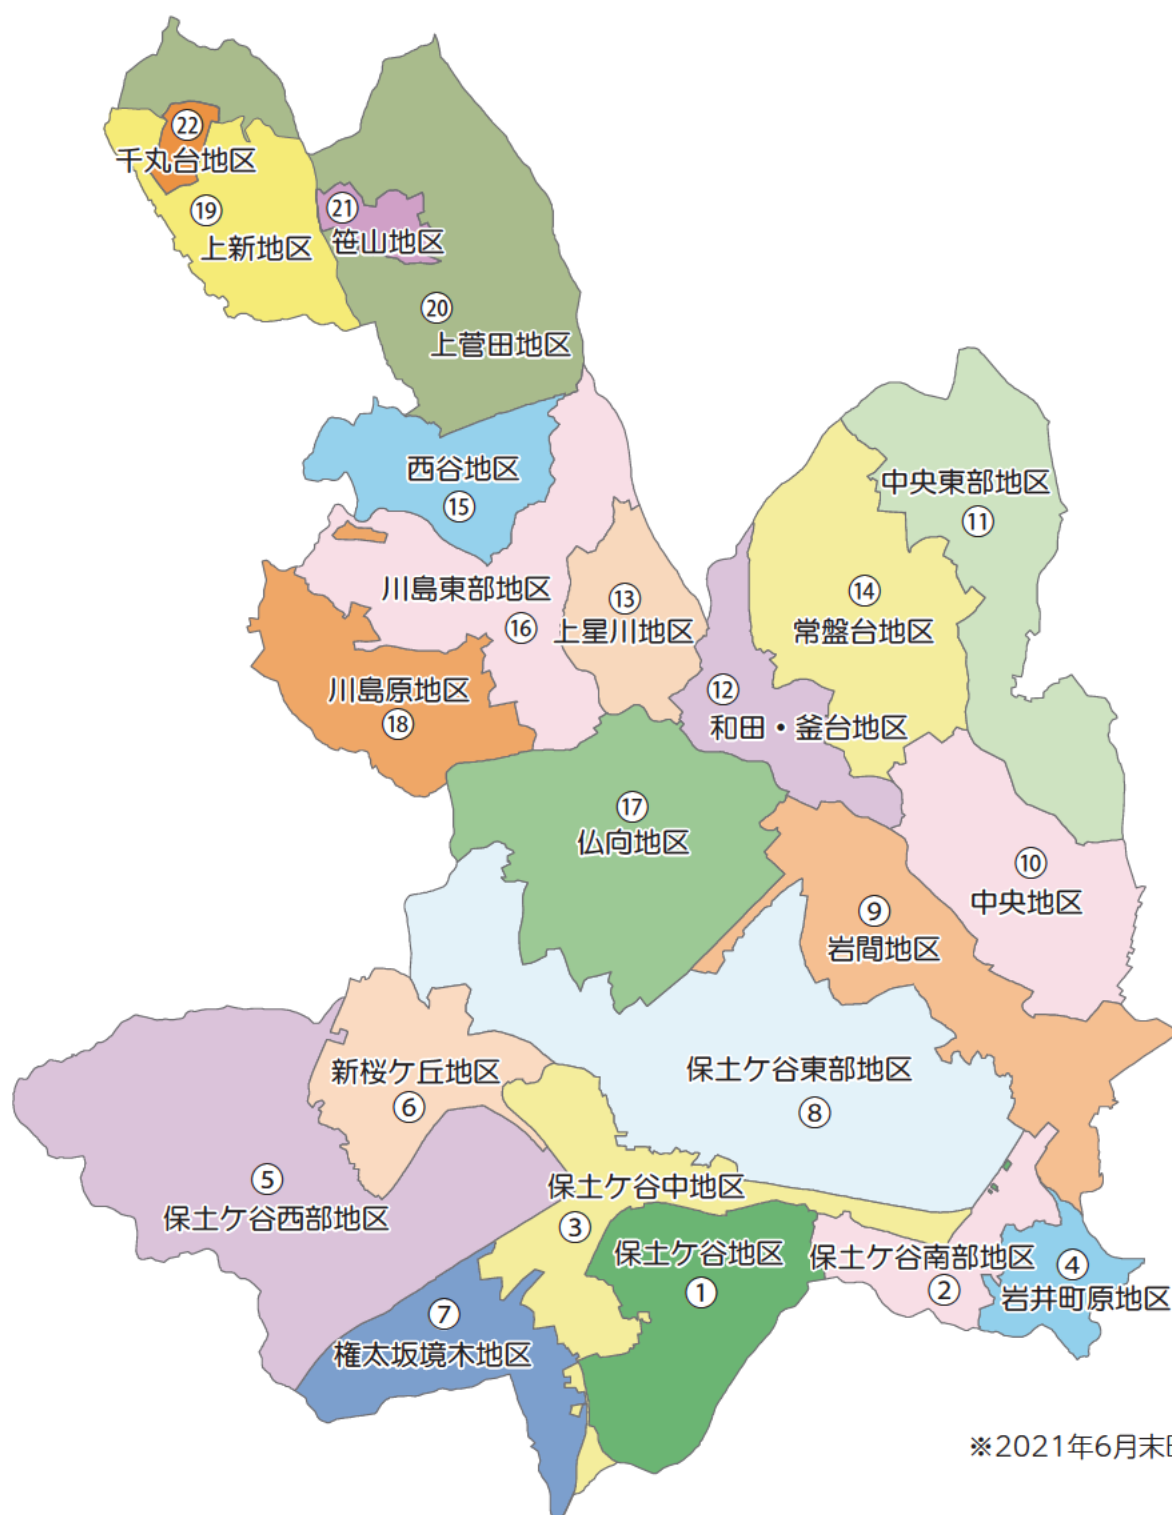 ㉒
千丸台地区
⑲
上新地区
㉑
笹山地区
⑳
上菅田地区
西谷地区
⑮
中央東部地区
⑪
川島東部地区
⑯
⑬
上星川地区
⑭
常盤台地区
川島原地区
⑱
⑫
和田・釜台地区
⑰
仏向地区
⑩
中央地区
⑨
岩間地区
新桜ケ丘地区
⑥
保土ケ谷東部地区
⑧
⑤
保土ケ谷西部地区
保土ケ谷中地区
③
保土ケ谷地区
①
保土ケ谷南部地区
②
④
岩井町原地区
⑦
権太坂境木地区
※2021年6月末